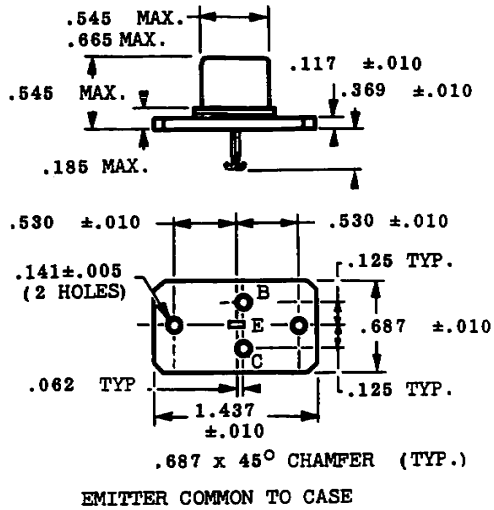 .545 MAX.
.665 MAX.
.117 ±.010
.545 MAX.
.369 ±.010
.185 MAX.
.530 ±.010
.530 ±.010
.125 TYP.
.141±.005
(2 HOLES)
B
E
.687 ±.010
C
.062 TYP
.125 TYP.
1.437
±.010
.687 x 45° CHAMFER (TYP.)
EMITTER COMMON TO CASE